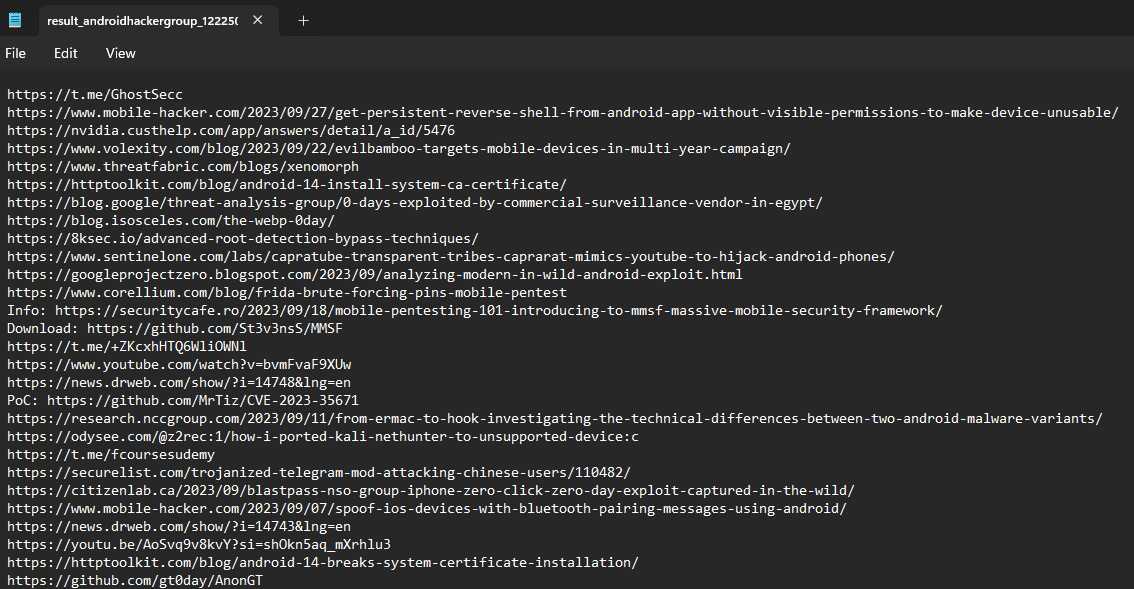 result_androidhackergroup_12225
File Edit View
https://t.me/GhostSecc
https://www.mobile-hacker.com/2023/09/27/get-persistent-reverse-shell-from-android-app-without-visible-permissions-to-make-device-unusable/
https://nvidia.custhelp.com/app/answers/detail/a_id/5476
https://www.volexity.com/blog/2023/09/22/evilbamboo-targets-mobile-devices-in-multi-year-campaign/
https://www.threatfabric.com/blogs/xenomorph
https://httptoolkit.com/blog/android-14-install-system-ca-certificate/
https://blog.google/threat-analysis-group/0-days-exploited-by-commercial-surveillance-vendor-in-egypt/
https://blog.isosceles.com/the-webp-0day/
https://8ksec.io/advanced-root-detection-bypass-techniques/
https://www.sentinelone.com/labs/capratube-transparent-tribes-caprarat-mimics-youtube-to-hijack-android-phones/
https://googleprojectzero.blogspot.com/2023/09/analyzing-modern-in-wild-android-exploit.html
https://www.corellium.com/blog/frida-brute-forcing-pins-mobile-pentest
Info: https://securitycafe.ro/2023/09/18/mobile-pentesting-101-introducing-to-mmsf-massive-mobile-security-framework/
Download: https://github.com/St3v3nsS/MMSF
https://t.me/+ZKcxhHTQ6WliOWNl
https://www.youtube.com/watch?v=bvmFvaF9XUw
https://news.drweb.com/show/?i=14748&lng=en
PoC: https://github.com/MrTiz/CVE-2023-35671
https://research.nccgroup.com/2023/09/11/from-ermac-to-hook-investigating-the-technical-differences-between-two-android-malware-variants/
https://odysee.com/@z2rec:1/how-i-ported-kali-nethunter-to-unsupported-device:c
https://t.me/fcoursesudemy
https://securelist.com/trojanized-telegram-mod-attacking-chinese-users/110482/
https://citizenlab.ca/2023/09/blastpass-nso-group-iphone-zero-click-zero-day-exploit-captured-in-the-wild/
https://www.mobile-hacker.com/2023/09/07/spoof-ios-devices-with-bluetooth-pairing-messages-using-android/
https://news.drweb.com/show/?i=14743&lng=en
https://youtu.be/AoSvq9v8kvY?si=shOkn5aq_mXrhlu3
https://httptoolkit.com/blog/android-14-breaks-system-certificate-installation/
https://github.com/gt0day/AnonGT